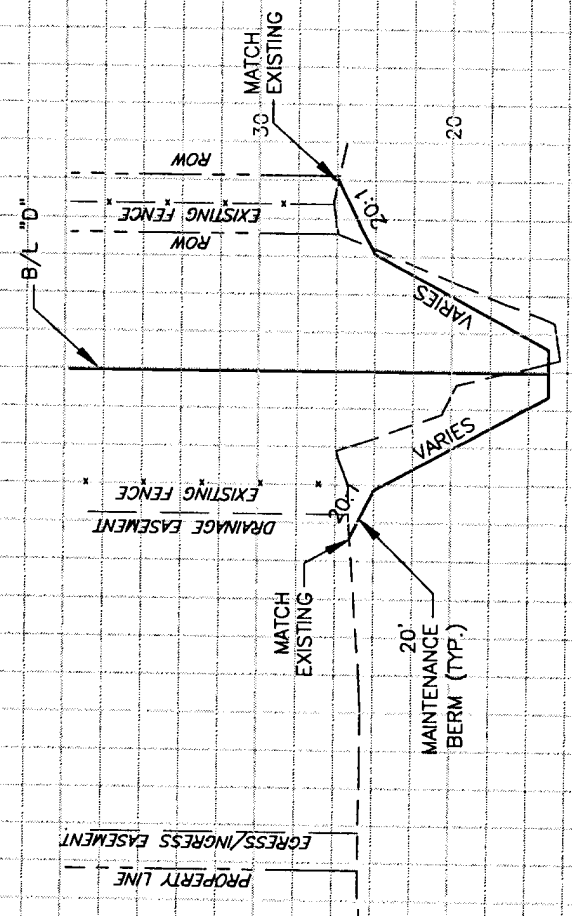 B/L "D"
MATCH
EXISTING
30
20
ROW
EXISTING FENCE
ROW
20:1
VARIES
VARIES
EXISTING FENCE
DRAINAGE EASEMENT
20:1
MATCH
EXISTING
20'
MAINTENANCE
BERM (TYP.)
EGRESS/INGRESS EASEMENT
PROPERTY LINE